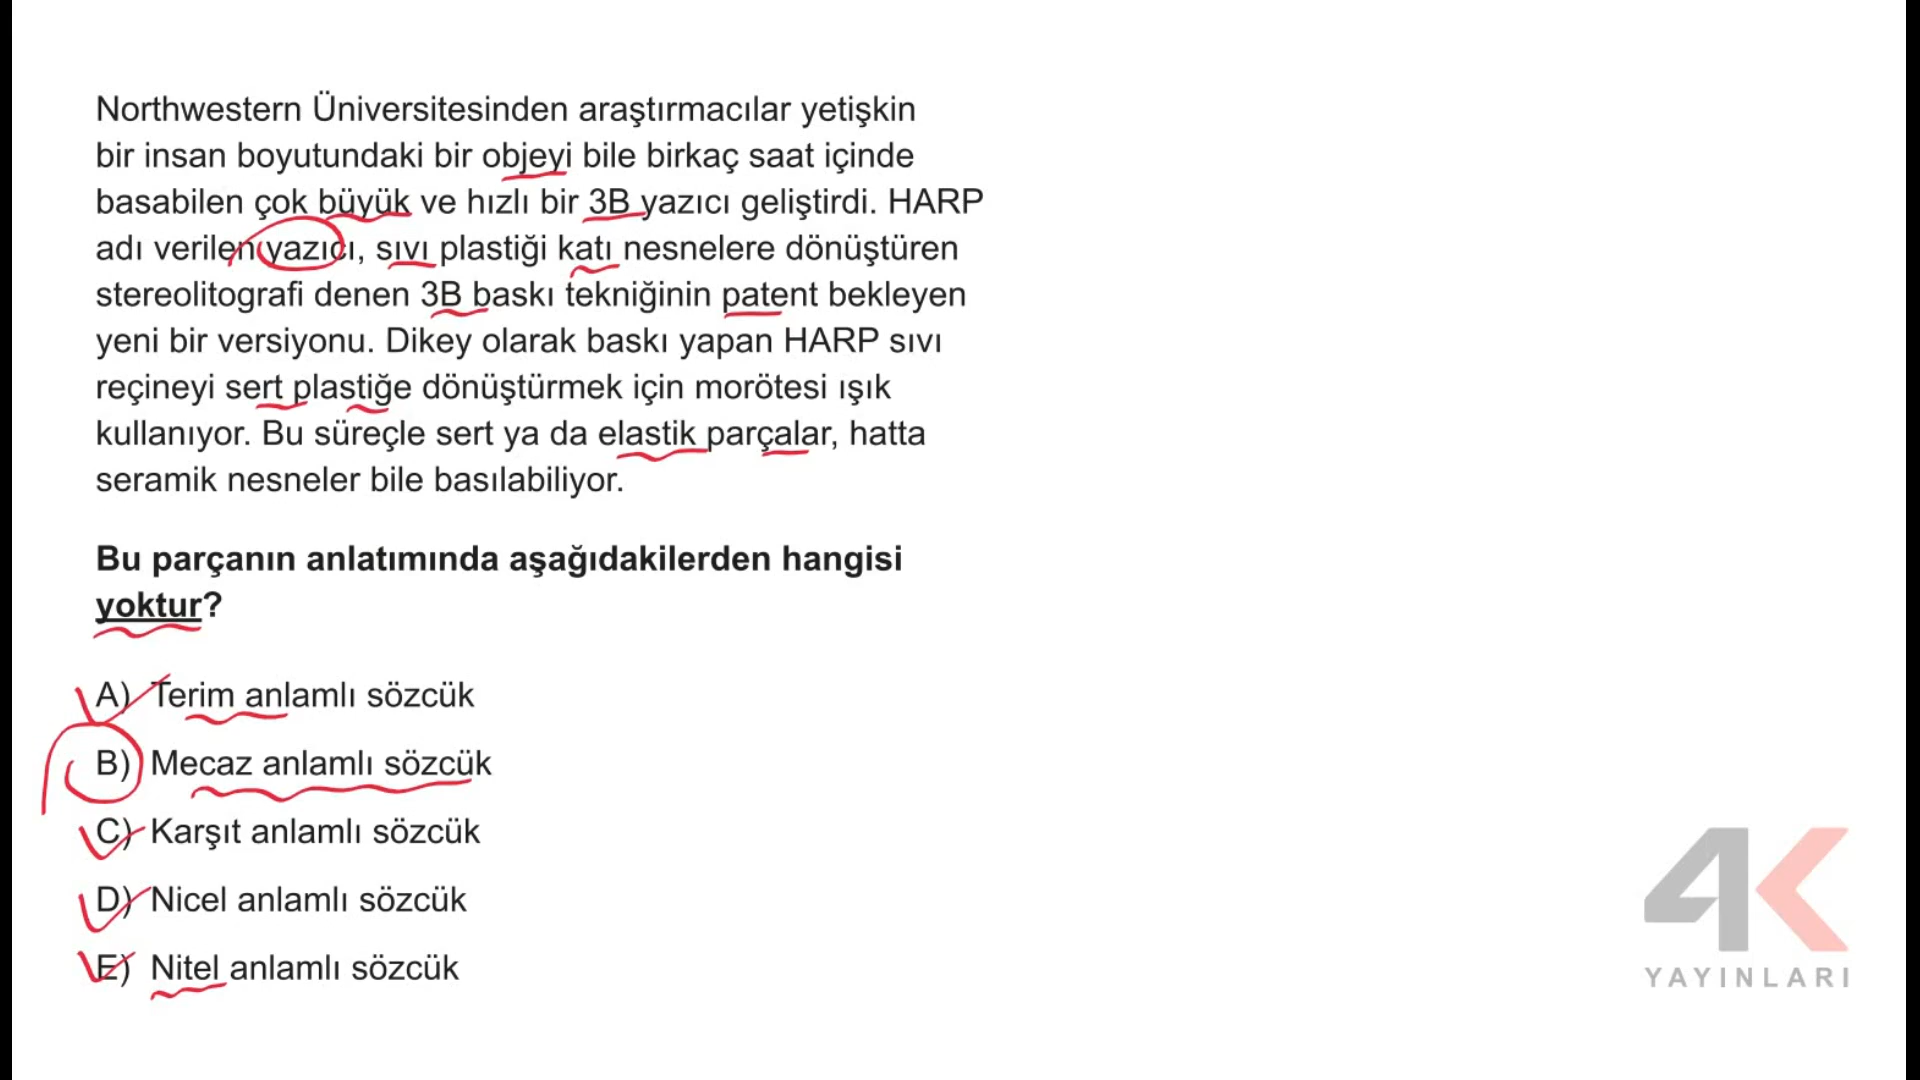 Northwestern Üniversitesinden araştırmacılar yetişkin
bir insan boyutundaki bir objeyi bile birkaç saat içinde
basabilen çok büyük ve hızlı bir 3B yazıcı geliştirdi. HARP
adı verilen yazıcı, sıvı plastiği katı nesnelere dönüştüren
stereolitografi denen 3B baskı tekniğinin patent bekleyen
yeni bir versiyonu. Dikey olarak baskı yapan HARP sıvı
reçineyi sert plastiğe dönüştürmek için morötesi ışık
kullanıyor. Bu süreçle sert ya da elastik parçalar, hatta
seramik nesneler bile basılabiliyor.
Bu parçanın anlatımında aşağıdakilerden hangisi
yoktur?
A) Terim anlamlı sözcük
B) Mecaz anlamlı sözcük
C) Karşıt anlamlı sözcük
D) Nicel anlamlı sözcük
E) Nitel anlamlı sözcük
4K
YAYINLARI